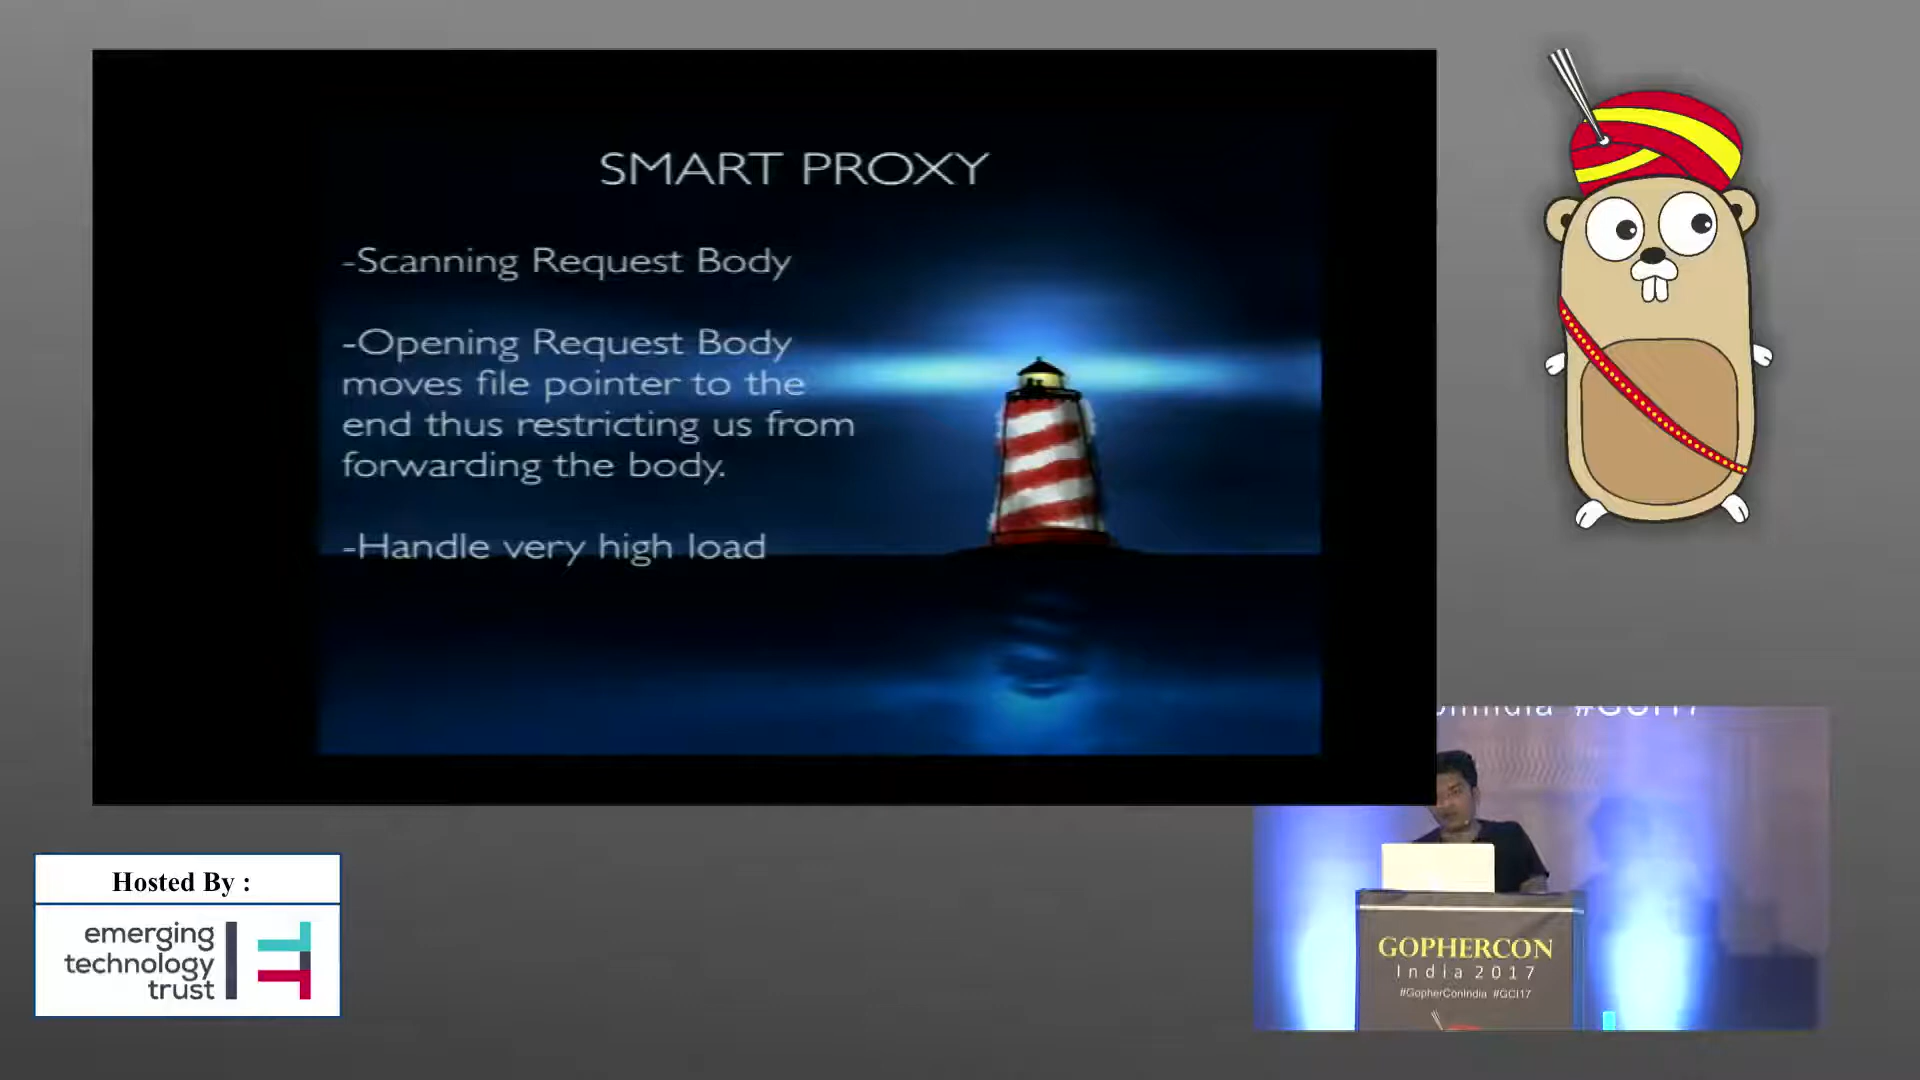 SMART PROXY
-Scanning Request Body
-Opening Request Body
moves file pointer to the
end thus restricting us from
forwarding the body.
-Handle very high load
#GCI17
Hosted By :
emerging
technology
trust
GOPHERCON
India 2017
#GopherConIndia #GCI17